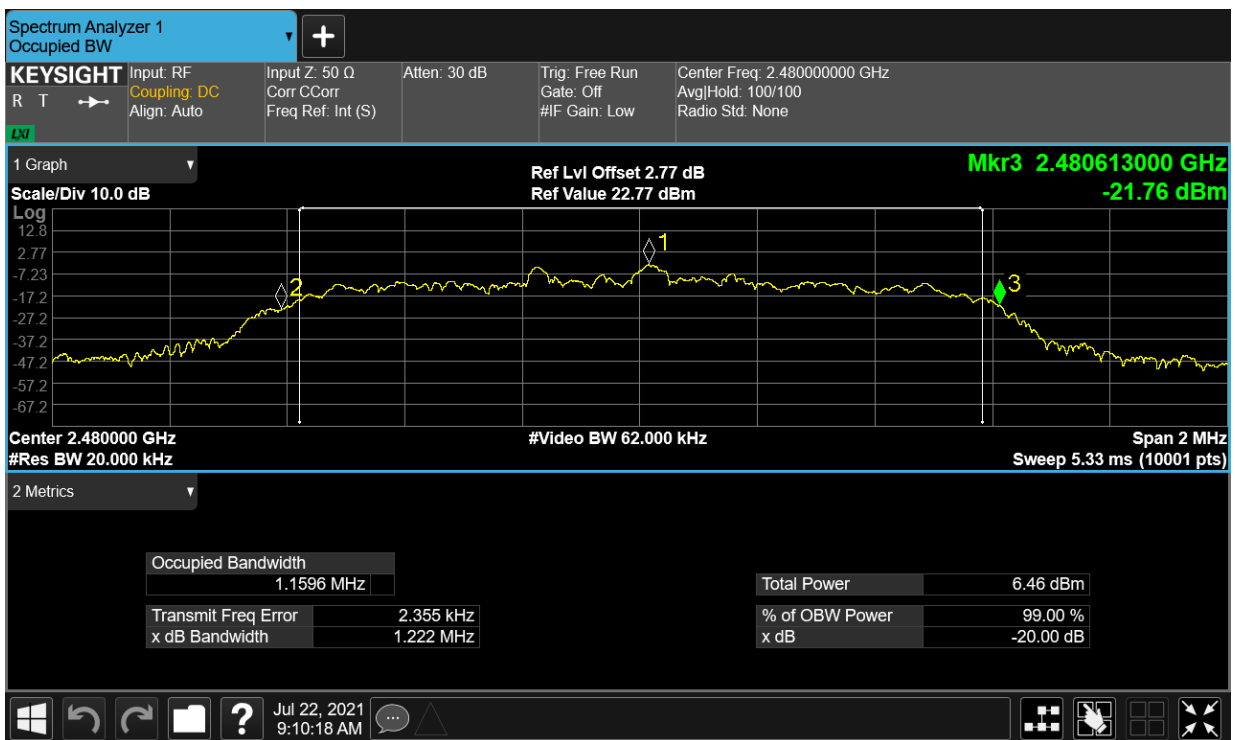 Spectrum Analyzer 1
Occupied BW
KEYSIGHT
R T
LXI
Input: RF
Coupling: DC
Align: Auto
Input Z: 50 Ω
Corr CCorr
Freq Ref: Int (S)
Atten: 30 dB
Trig: Free Run
Gate: Off
#IF Gain: Low
Center Freq: 2.480000000 GHz
Avg|Hold: 100/100
Radio Std: None
1 Graph
Scale/Div 10.0 dB
Ref Lvl Offset 2.77 dB
Ref Value 22.77 dBm
Mkr3 2.480613000 GHz
-21.76 dBm
Log
12.8
2.77
-7.23
-17.2
-27.2
-37.2
-47.2
-57.2
-67.2
1
2
3
Center 2.480000 GHz
#Video BW 62.000 kHz
Span 2 MHz
#Res BW 20.000 kHz
Sweep 5.33 ms (10001 pts)
2 Metrics
Occupied Bandwidth
1.1596 MHz
Total Power 6.46 dBm
Transmit Freq Error 2.355 kHz
% of OBW Power 99.00 %
x dB Bandwidth 1.222 MHz
x dB -20.00 dB
?
Jul 22, 2021
9:10:18 AM